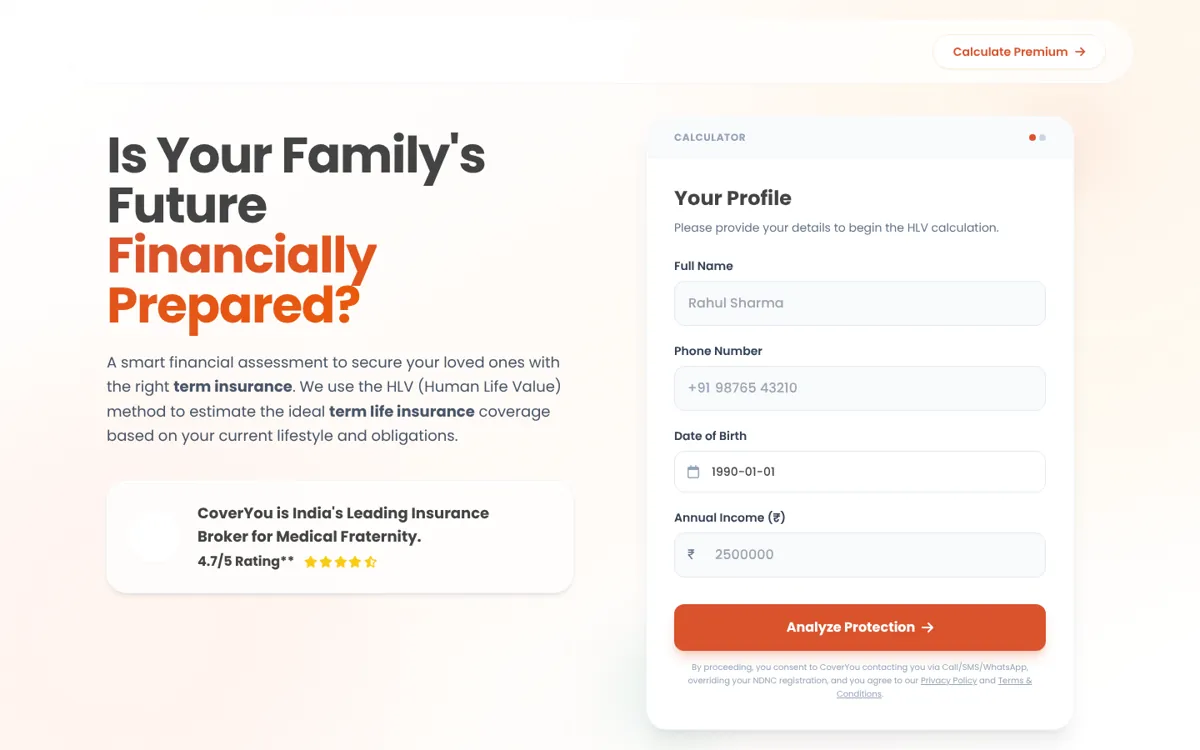 Calculate Premium →
Is Your Family's
Future
Financially
Prepared?
A smart financial assessment to secure your loved ones with
the right term insurance. We use the HLV (Human Life Value)
method to estimate the ideal term life insurance coverage
based on your current lifestyle and obligations.
CoverYou is India's Leading Insurance
Broker for Medical Fraternity.
4.7/5 Rating**
CALCULATOR
Your Profile
Please provide your details to begin the HLV calculation.
Full Name
Rahul Sharma
Phone Number
+91 98765 43210
Date of Birth
1990-01-01
Annual Income (₹)
₹ 2500000
Analyze Protection →
By proceeding, you consent to CoverYou contacting you via Call/SMS/WhatsApp,
overriding your NDNC registration, and you agree to our Privacy Policy and Terms &
Conditions.